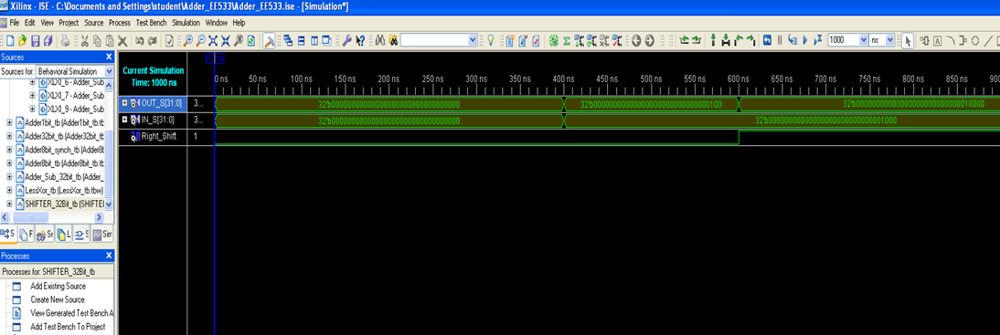 Xilinx - ISE - C:\Documents and Settings\student\Adder_EE533\Adder_EE533.ise - [Simulation*]
File Edit View Project Source Process Test Bench Simulation Window Help
1000 ns
Sources
Sources for: Behavioral Simulation
XLXI_6 - Adder_Sub
XLXI_7 - Adder_Sub
XLXI_9 - Adder_Sub
Adder1bit_tb (Adder1bit_tb.tb
Adder32bit_tb (Adder32bit_tb.
Adder8bit_synch_tb (Adder8b
Adder8bit_tb (Adder8bit_tb.tb
Adder_Sub_32bit_tb (Adder_
LessXor_tb (LessXor_tb.tbw)
SHIFTER_32Bit_tb (SHIFTE
S F Sr L S Sim
Processes
Processes for: SHIFTER_32Bit_tb
Add Existing Source
Create New Source
View Generated Test Bench A
Add Test Bench To Project
Current Simulation
Time: 1000 ns
0 ns 50 ns 100 ns 150 ns 200 ns 250 ns 300 ns 350 ns 400 ns 450 ns 500 ns 550 ns 600 ns 650 ns 700 ns 750 ns 800 ns 850 ns 900
OUT_S[31:0] 3... 32'b00000000000000000000000000000000 32'b00000000000000000000000000000100 32'b00000000000000000000000000010000
IN_S[31:0] 3... 32'b00000000000000000000000000000000 32'b00000000000000000000000000001000
Right_Shift 1